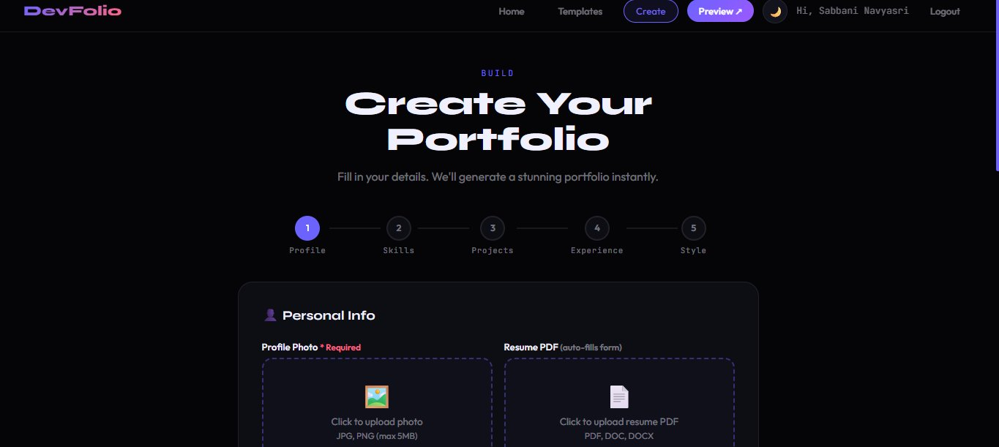 DevFolio
Home Templates Create Preview ↗ Hi, Sabbani Navyasri Logout
BUILD
Create Your
Portfolio
Fill in your details. We'll generate a stunning portfolio instantly.
1 2 3 4 5
Profile Skills Projects Experience Style
Personal Info
Profile Photo * Required
Resume PDF (auto-fills form)
Click to upload photo
JPG, PNG (max 5MB)
Click to upload resume PDF
PDF, DOC, DOCX